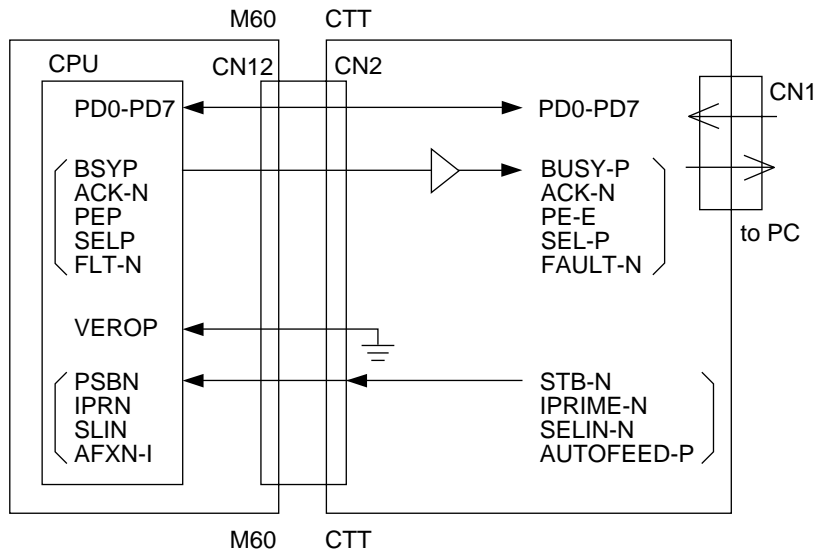 M60 CTT
CPU CN12 CN2 CN1
PD0-PD7 PD0-PD7
BSYP BUSY-P
ACK-N ACK-N
PEP PE-E
SELP SEL-P
FLT-N FAULT-N
to PC
VEROP
PSBN STB-N
IPRN IPRIME-N
SLIN SELIN-N
AFXN-I AUTOFEED-P
M60 CTT